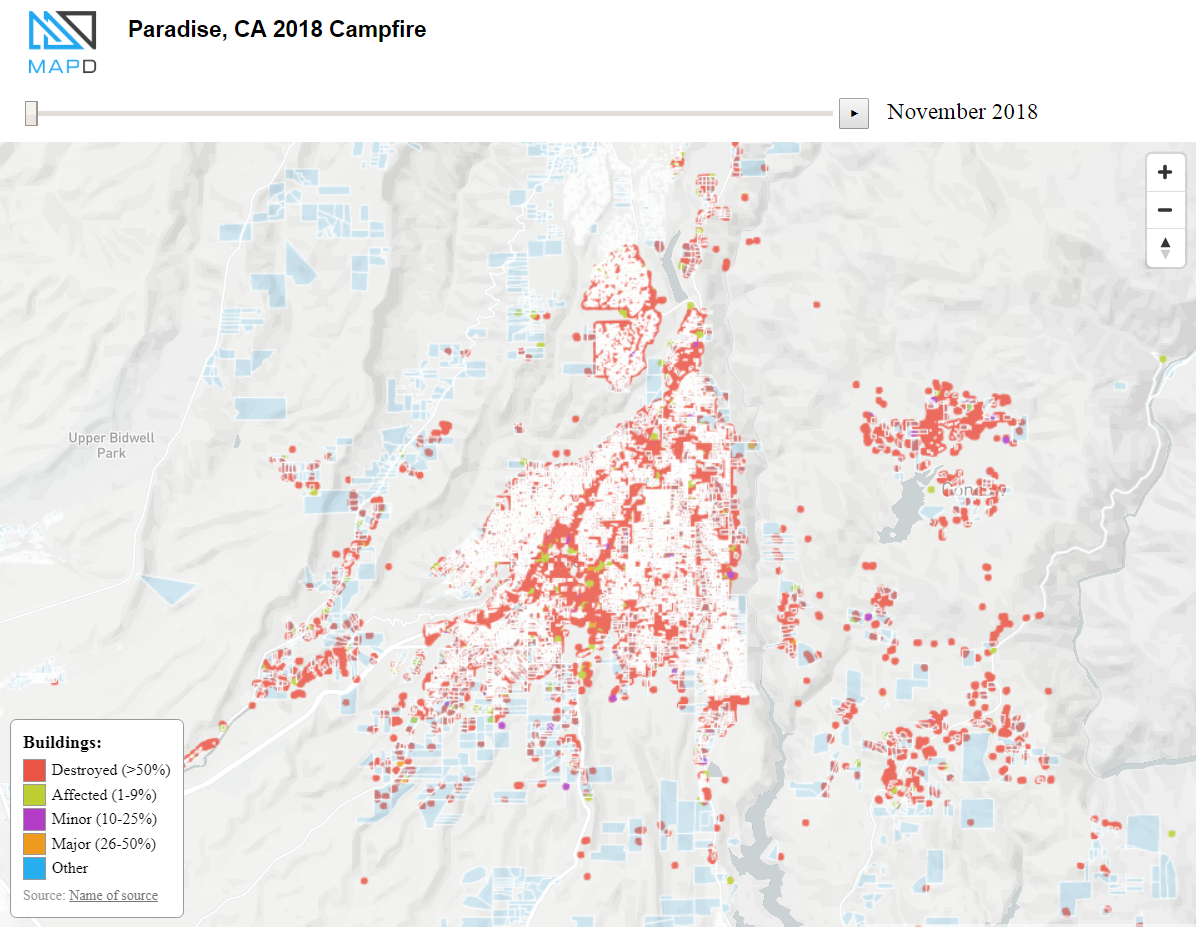 Paradise, CA 2018 Campfire
MAPD
November 2018
Upper Bidwell
Park
Buildings:
Destroyed (>50%)
Affected (1-9%)
Minor (10-25%)
Major (26-50%)
Other
Source: Name of source